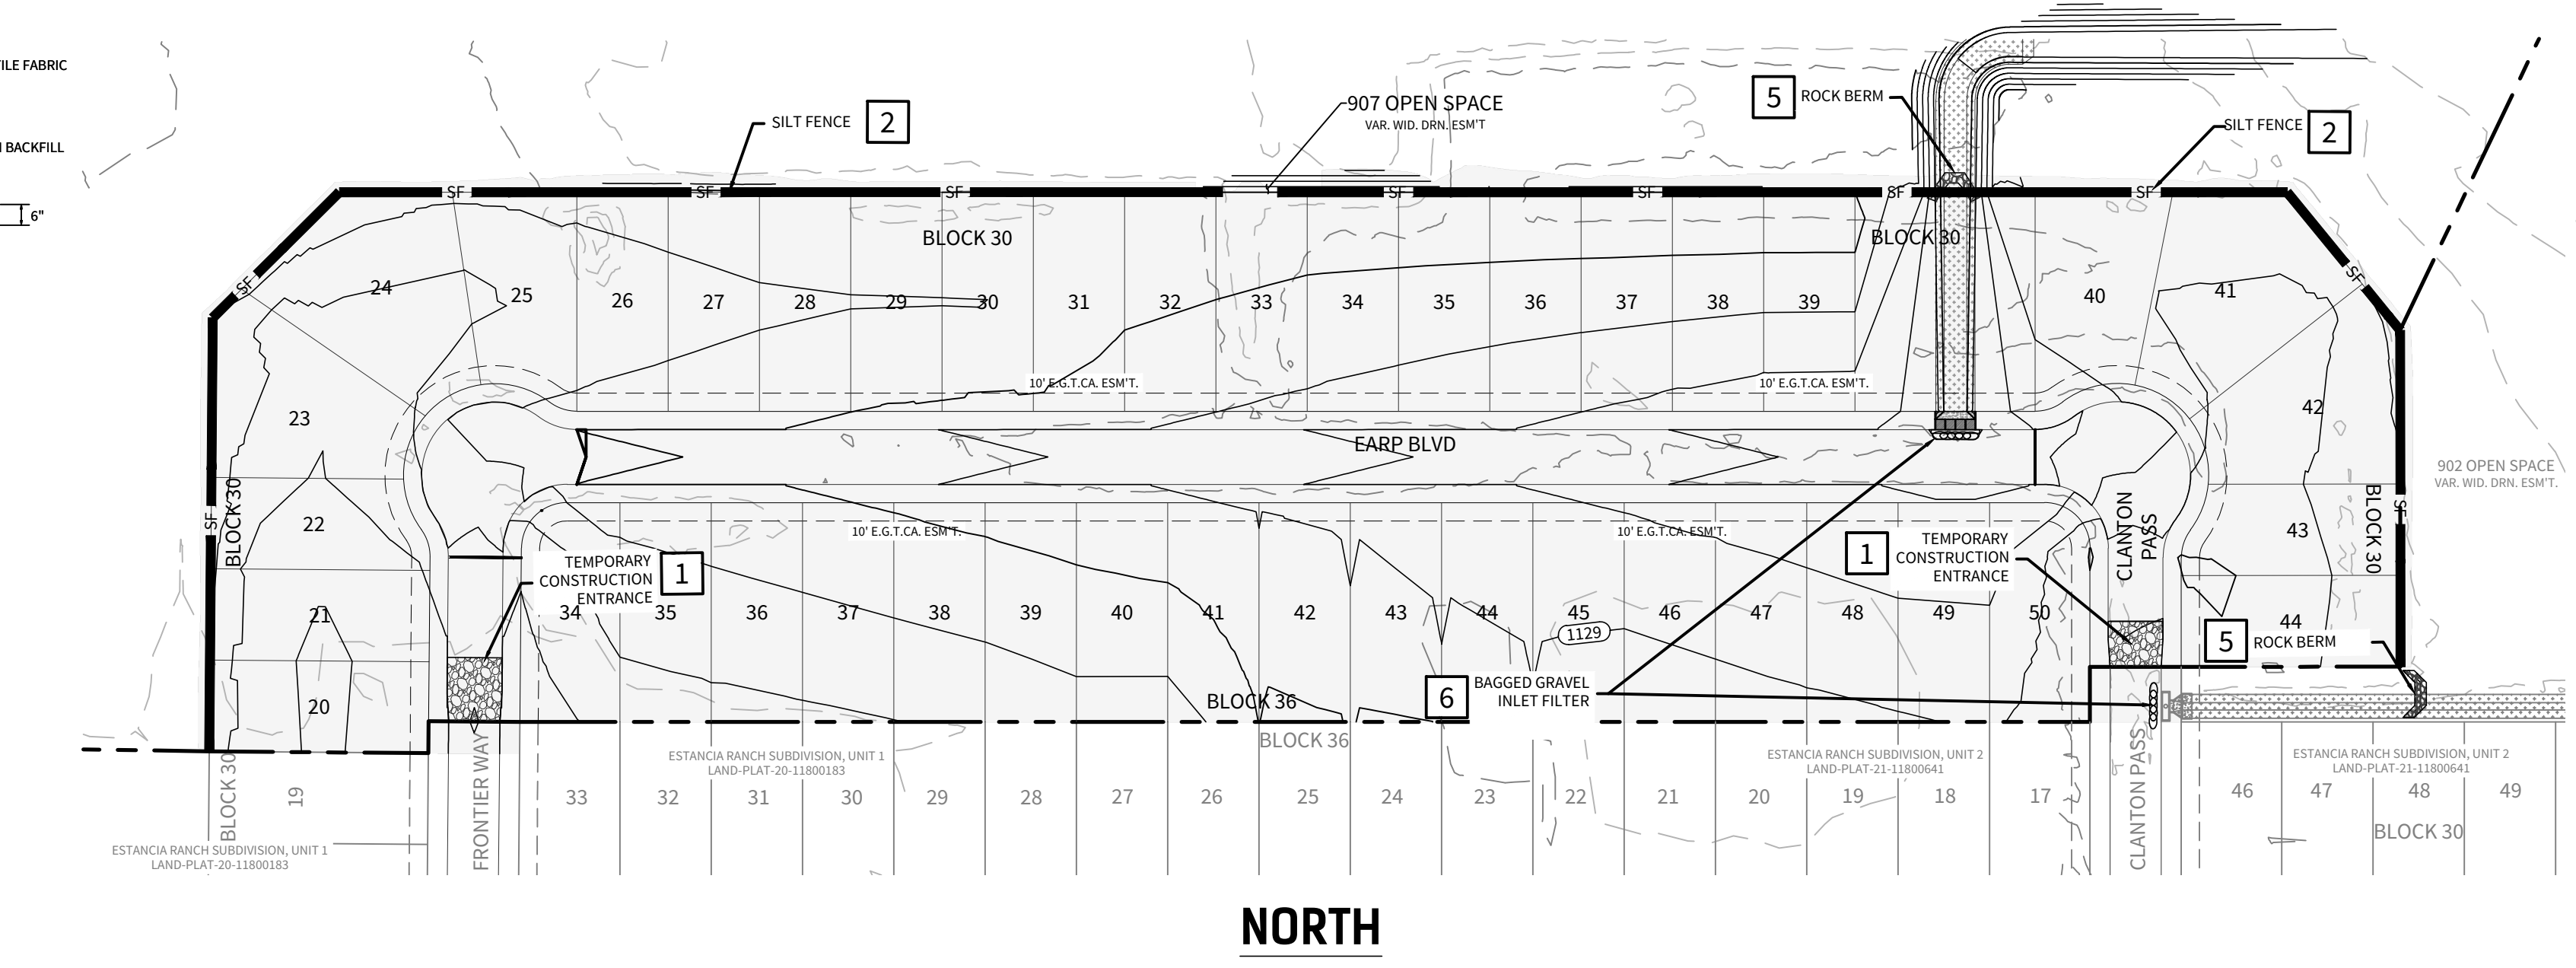 TILE FABRIC
N BACKFILL
6"
SILT FENCE
2
907 OPEN SPACE
VAR. WID. DRN. ESM'T
5
ROCK BERM
SILT FENCE
2
SF
SF
SF
SF
SF
SF
SF
SF
SF
SF
SF
BLOCK 30
BLOCK 30
24
25
26
27
28
29
30
31
32
33
34
35
36
37
38
39
40
41
10' E.G.T.CA. ESM'T.
10' E.G.T.CA. ESM'T.
23
42
EARP BLVD
902 OPEN SPACE
VAR. WID. DRN. ESM'T.
22
BLOCK 30
10' E.G.T.CA. ESM'T.
10' E.G.T.CA. ESM'T.
CLANTON
PASS
43
BLOCK 30
TEMPORARY
CONSTRUCTION
ENTRANCE
1
1
TEMPORARY
CONSTRUCTION
ENTRANCE
21
34
35
36
37
38
39
40
41
42
43
44
45
46
47
48
49
50
44
1129
5
ROCK BERM
20
BLOCK 36
6
BAGGED GRAVEL
INLET FILTER
BLOCK 36
ESTANCIA RANCH SUBDIVISION, UNIT 1
LAND-PLAT-20-11800183
ESTANCIA RANCH SUBDIVISION, UNIT 2
LAND-PLAT-21-11800641
ESTANCIA RANCH SUBDIVISION, UNIT 2
LAND-PLAT-21-11800641
BLOCK 30
19
FRONTIER WAY
33
32
31
30
29
28
27
26
25
24
23
22
21
20
19
18
17
CLANTON PASS
46
47
48
49
BLOCK 30
ESTANCIA RANCH SUBDIVISION, UNIT 1
LAND-PLAT-20-11800183
NORTH